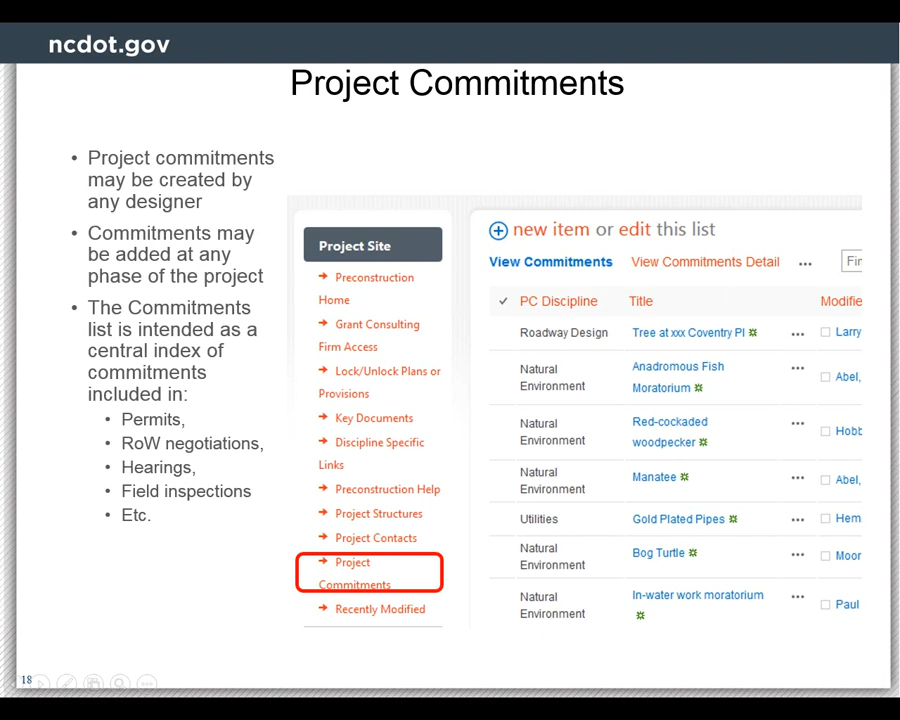 ncdot.gov
Project Commitments
• Project commitments
may be created by
any designer
• Commitments may
be added at any
phase of the project
• The Commitments
list is intended as a
central index of
commitments
included in:
• Permits,
• RoW negotiations,
• Hearings,
• Field inspections
• Etc.
Project Site
Preconstruction
Home
Grant Consulting
Firm Access
Lock/Unlock Plans or
Provisions
Key Documents
Discipline Specific
Links
Preconstruction Help
Project Structures
Project Contacts
Project
Commitments
Recently Modified
new item or edit this list
View Commitments View Commitments Detail ... Fin
PC Discipline Title Modifie
Roadway Design Tree at xxx Coventry Pl ... Larry
Natural
Environment
Anadromous Fish
Moratorium
... Abel,
Natural
Environment
Red-cockaded
woodpecker
... Hobb
Natural
Environment
Manatee ... Abel,
Utilities Gold Plated Pipes ... Hem
Natural
Environment
Bog Turtle ... Moor
Natural
Environment
In-water work moratorium ... Paul
18